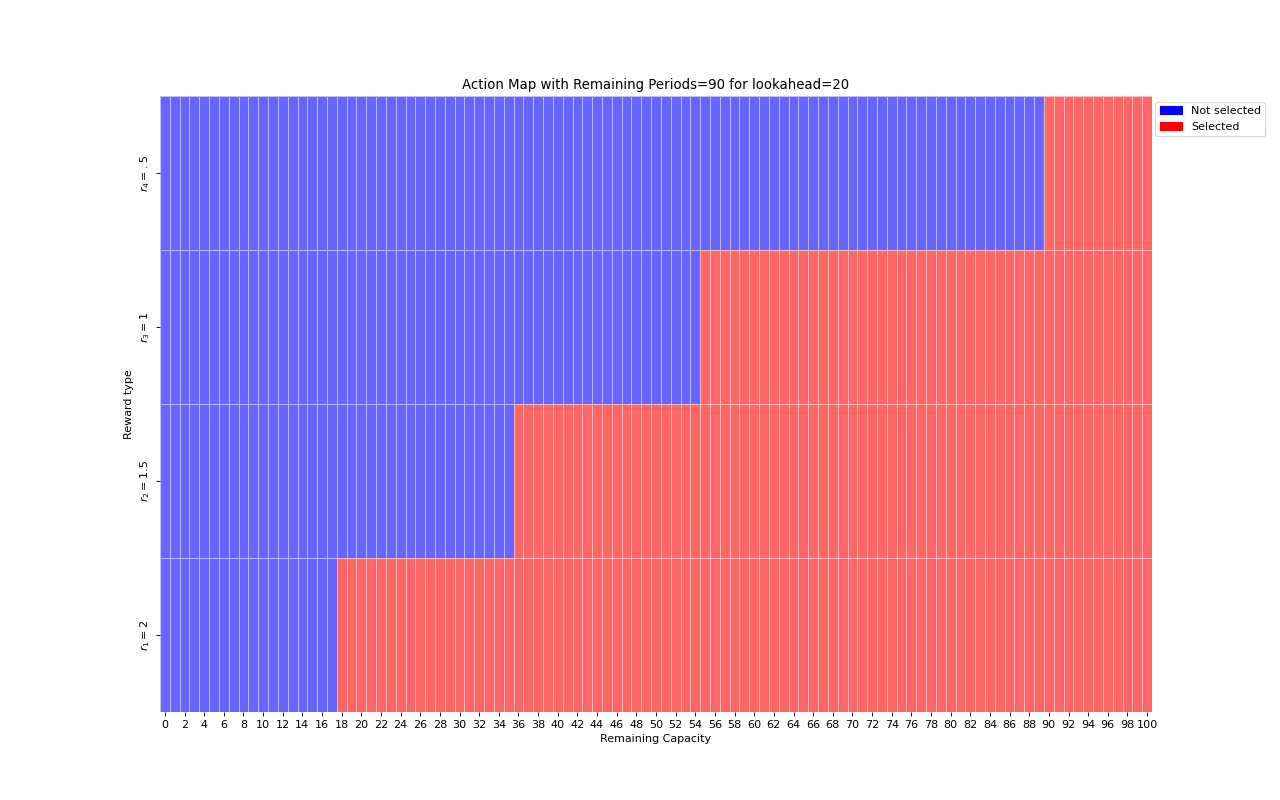 Action Map with Remaining Periods=90 for lookahead=20
Not selected
Selected
Reward type
r₄ = .5
r₃ = 1
r₂ = 1.5
r₁ = 2
0 2 4 6 8 10 12 14 16 18 20 22 24 26 28 30 32 34 36 38 40 42 44 46 48 50 52 54 56 58 60 62 64 66 68 70 72 74 76 78 80 82 84 86 88 90 92 94 96 98 100
Remaining Capacity